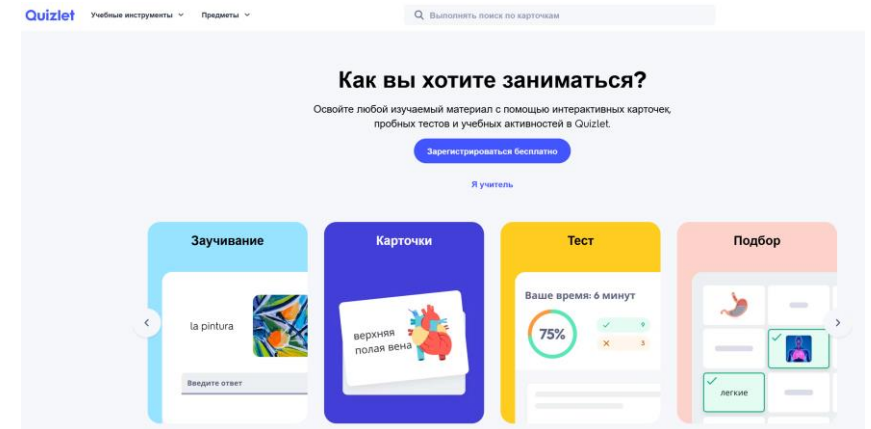 Quizlet Учебные инструменты Предметы Выполнять поиск по карточкам
Как вы хотите заниматься?
Освойте любой изучаемый материал с помощью интерактивных карточек,
пробных тестов и учебных активностей в Quizlet.
Зарегистрироваться бесплатно
Я учитель
Заучивание
la pintura
Введите ответ
Карточки
верхняя
полая вена
Тест
Ваше время: 6 минут
75%
9
3
Подбор
легкие